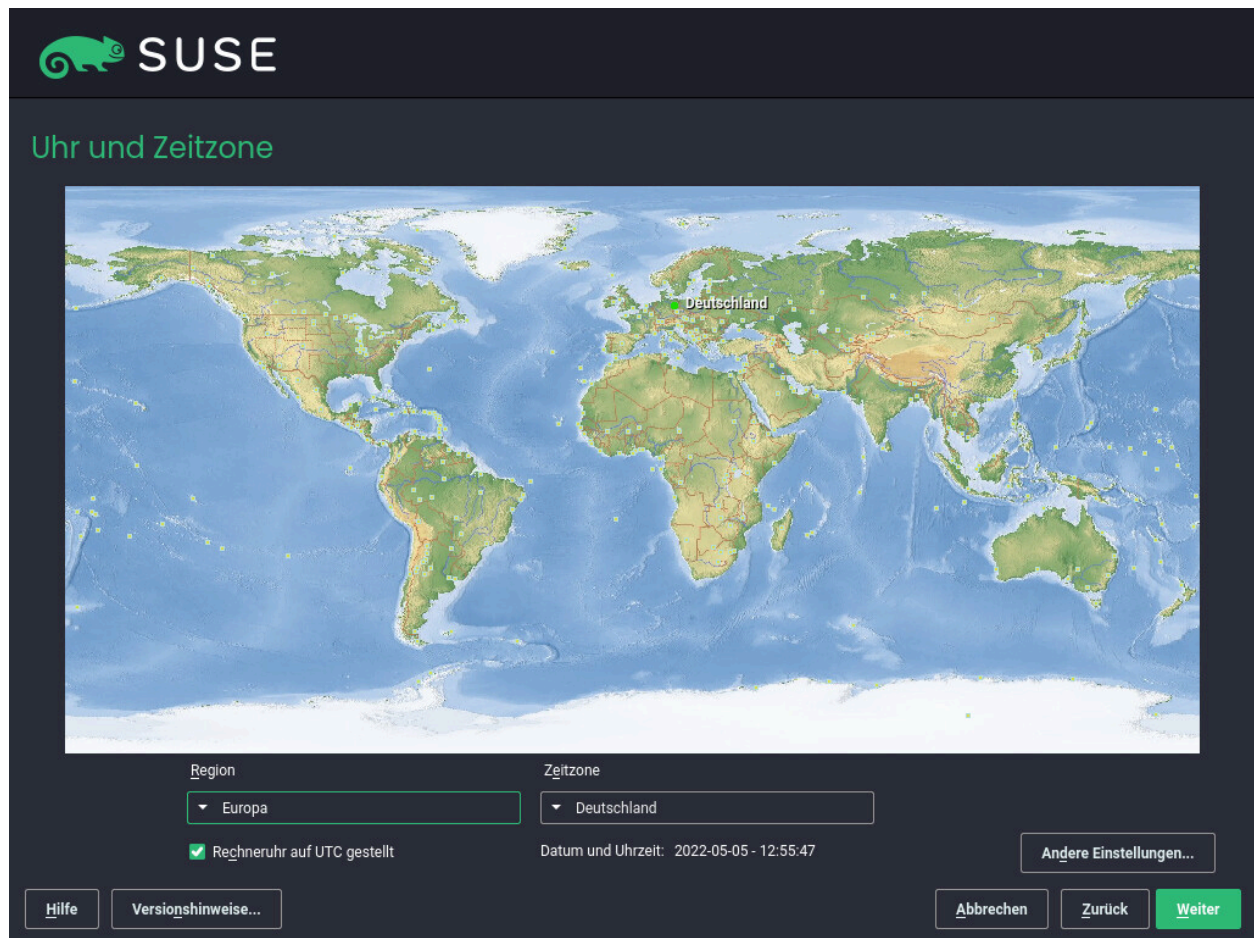 SUSE
Uhr und Zeitzone
Deutschland
Region
Zeitzone
Europa
Deutschland
Rechneruhr auf UTC gestellt
Datum und Uhrzeit: 2022-05-05 - 12:55:47
Andere Einstellungen...
Hilfe
Versionshinweise...
Abbrechen
Zurück
Weiter